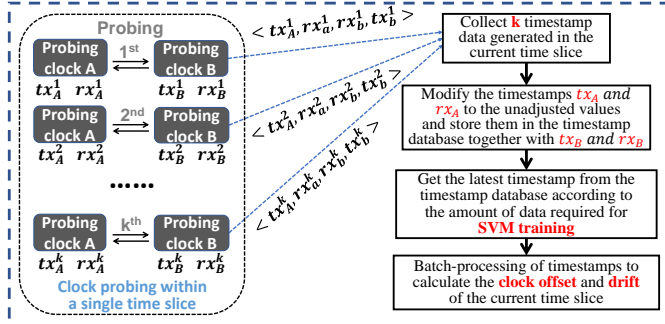 Probing
Probing
clock A
1st
Probing
clock B
tx_A^1 rx_A^1 tx_B^1 rx_B^1
Probing
clock A
2nd
Probing
clock B
tx_A^2 rx_A^2 tx_B^2 rx_B^2
......
Probing
clock A
kth
Probing
clock B
tx_A^k rx_A^k tx_B^k rx_B^k
Clock probing within
a single time slice
< tx_A^1, rx_a^1, rx_b^1, tx_b^1 >
< tx_A^2, rx_a^2, rx_b^2, tx_b^2 >
< tx_A^k, rx_a^k, rx_b^k, tx_b^k >
Collect k timestamp
data generated in the
current time slice
Modify the timestamps tx_A and
rx_A to the unadjusted values
and store them in the timestamp
database together with tx_B and rx_B
Get the latest timestamp from the
timestamp database according to
the amount of data required for
SVM training
Batch-processing of timestamps to
calculate the clock offset and drift
of the current time slice